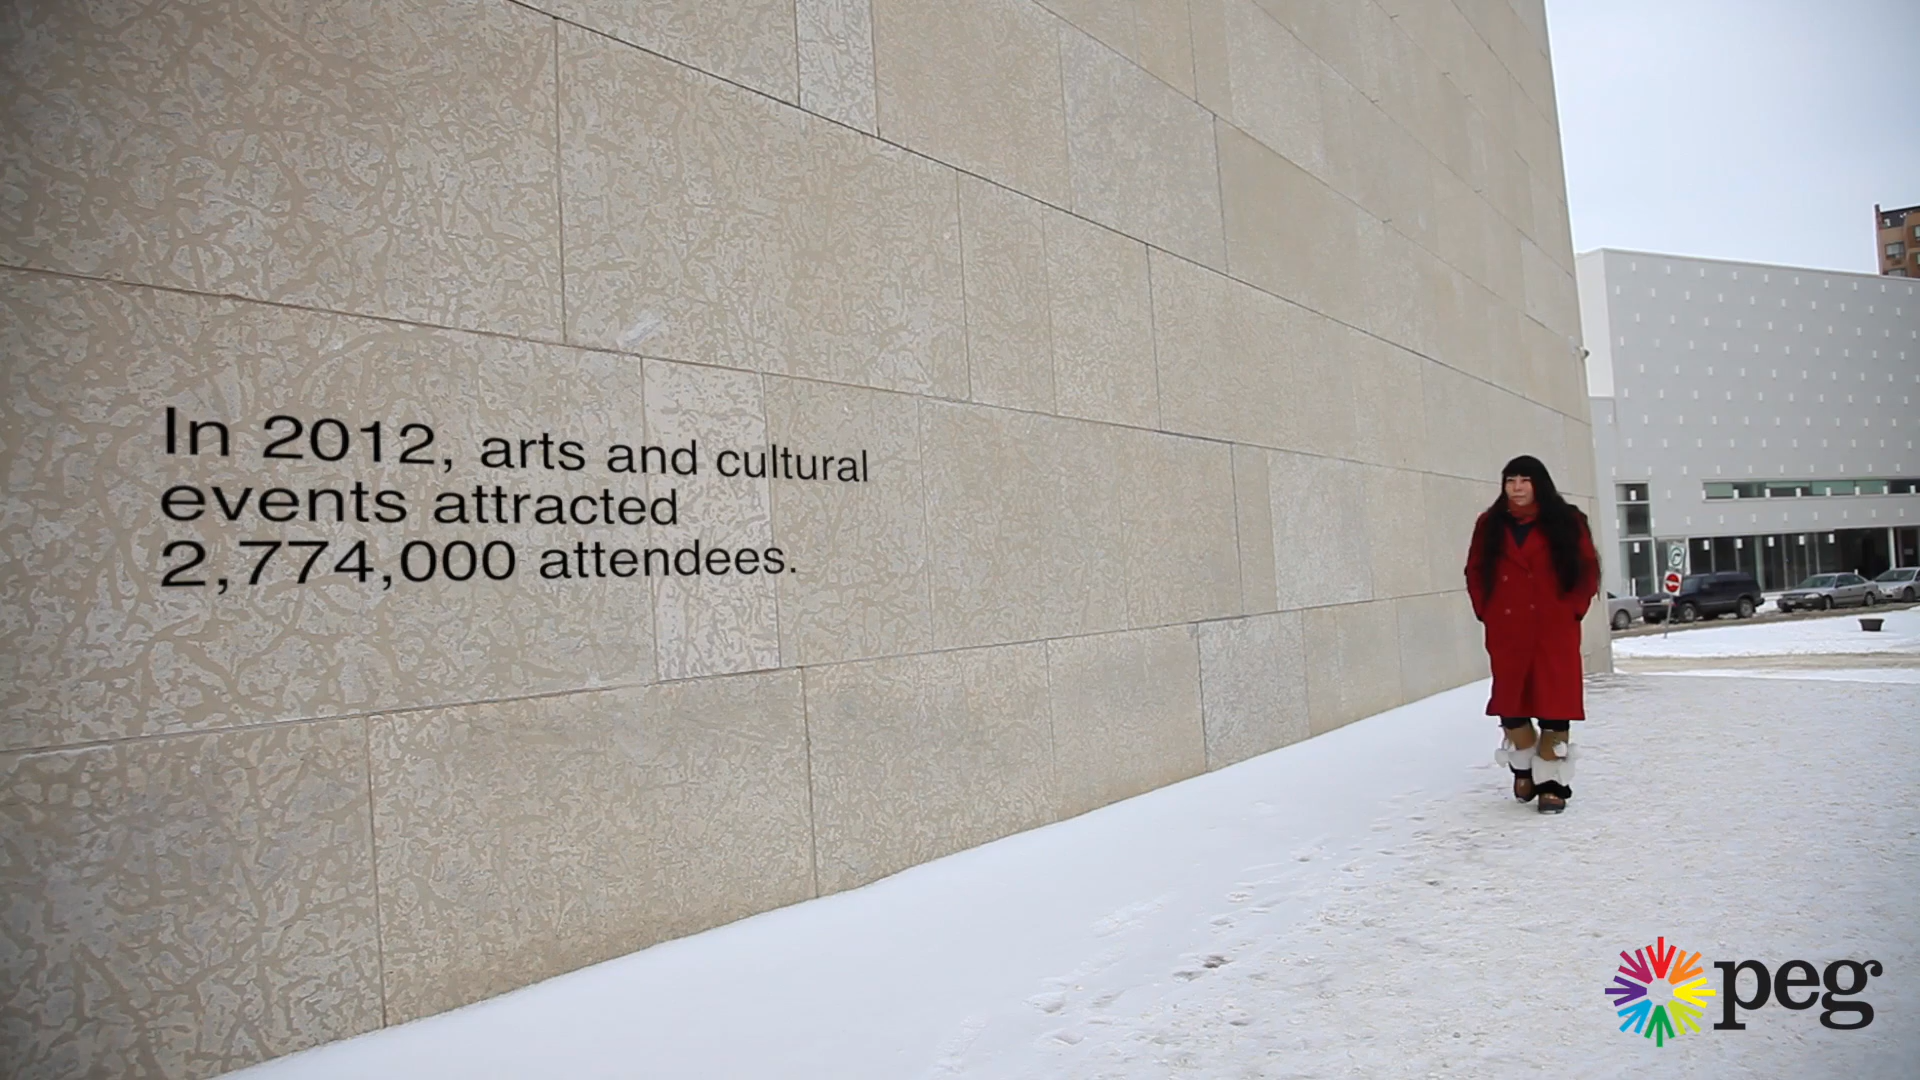 In 2012, arts and cultural
events attracted
2,774,000 attendees.
peg